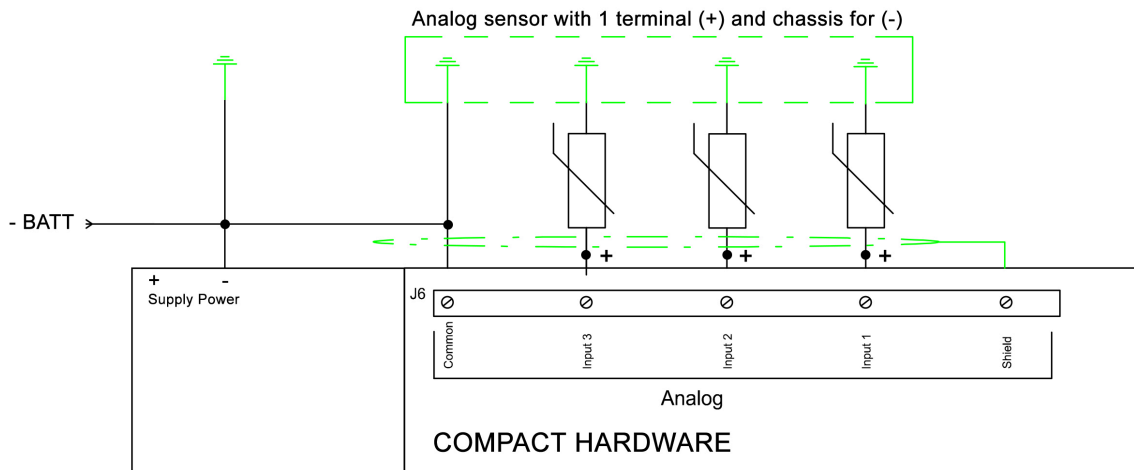 Analog sensor with 1 terminal (+) and chassis for (-)
- BATT
+ + +
+ -
Supply Power
J6
Common
Input 3
Input 2
Input 1
Shield
Analog
COMPACT HARDWARE